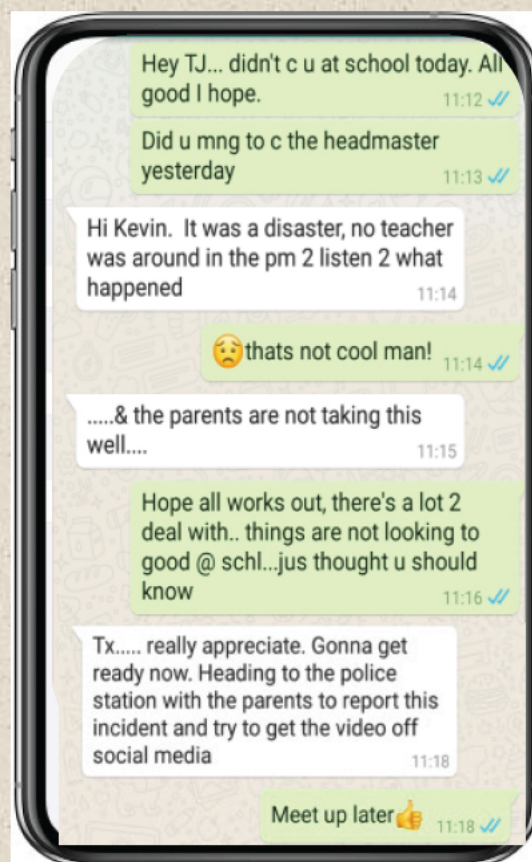 Hey TJ... didn't c u at school today. All
good I hope.
11:12
Did u mng to c the headmaster
yesterday
11:13
Hi Kevin. It was a disaster, no teacher
was around in the pm 2 listen 2 what
happened
11:14
😟thats not cool man! 11:14
.....& the parents are not taking this
well....
11:15
Hope all works out, there's a lot 2
deal with.. things are not looking to
good @ schl...jus thought u should
know
11:16
Tx..... really appreciate. Gonna get
ready now. Heading to the police
station with the parents to report this
incident and try to get the video off
social media
11:18
Meet up later👍 11:18